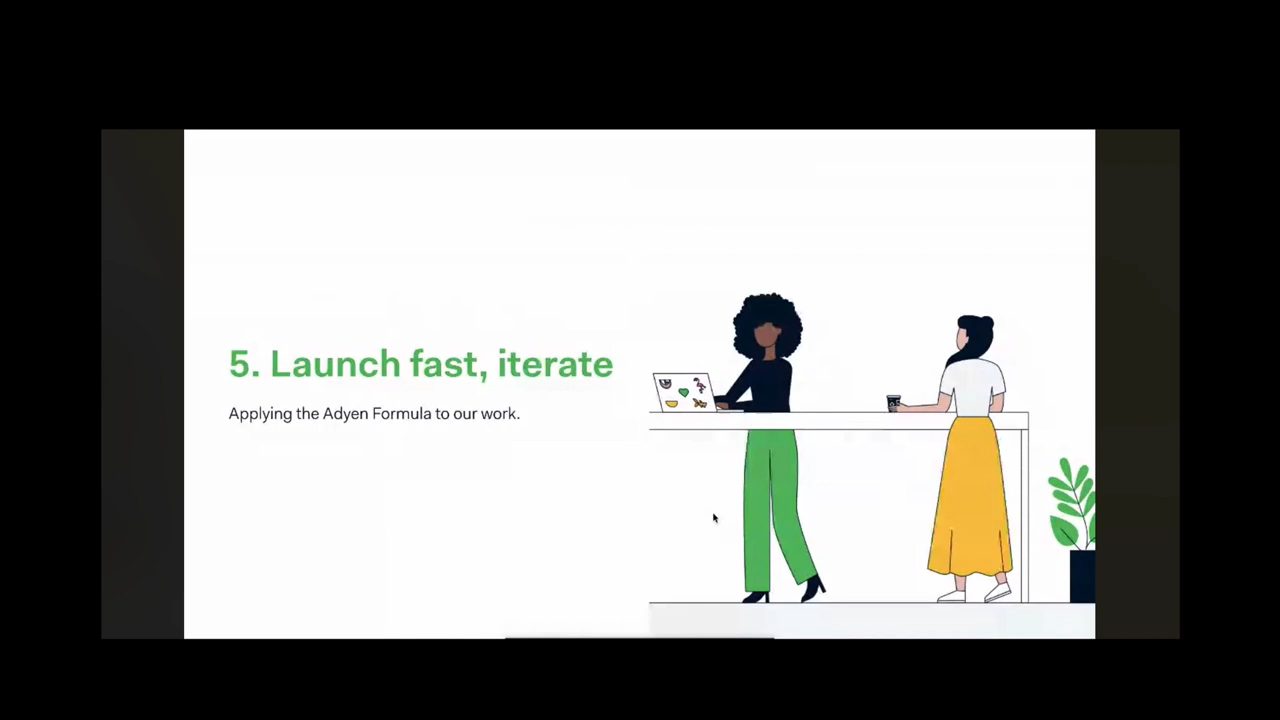 5. Launch fast, iterate
Applying the Adyen Formula to our work.